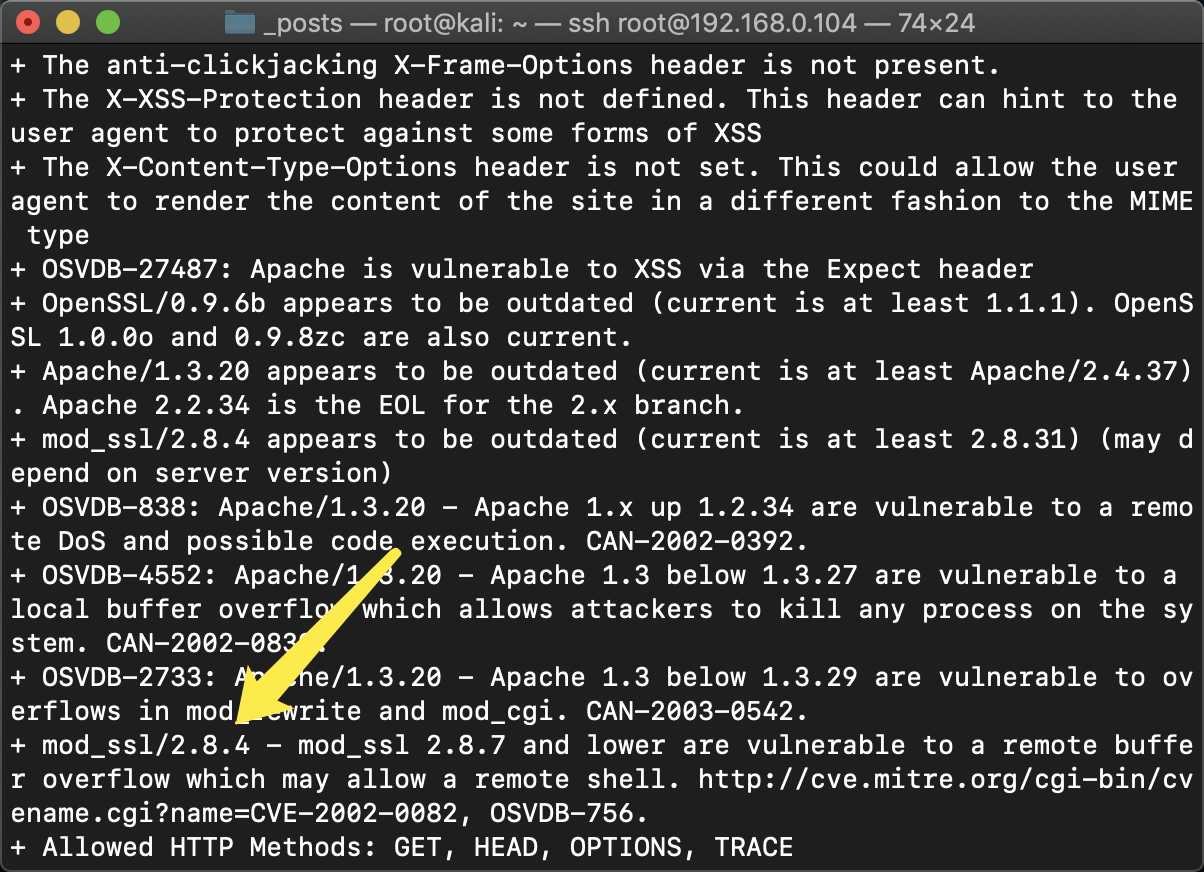 _posts — root@kali: ~ — ssh root@192.168.0.104 — 74×24
+ The anti-clickjacking X-Frame-Options header is not present.
+ The X-XSS-Protection header is not defined. This header can hint to the
user agent to protect against some forms of XSS
+ The X-Content-Type-Options header is not set. This could allow the user
agent to render the content of the site in a different fashion to the MIME
 type
+ OSVDB-27487: Apache is vulnerable to XSS via the Expect header
+ OpenSSL/0.9.6b appears to be outdated (current is at least 1.1.1). OpenS
SL 1.0.0o and 0.9.8zc are also current.
+ Apache/1.3.20 appears to be outdated (current is at least Apache/2.4.37)
. Apache 2.2.34 is the EOL for the 2.x branch.
+ mod_ssl/2.8.4 appears to be outdated (current is at least 2.8.31) (may d
epend on server version)
+ OSVDB-838: Apache/1.3.20 - Apache 1.x up 1.2.34 are vulnerable to a remo
te DoS and possible code execution. CAN-2002-0392.
+ OSVDB-4552: Apache/1.3.20 - Apache 1.3 below 1.3.27 are vulnerable to a
local buffer overflow which allows attackers to kill any process on the sy
stem.
+ OSVDB-2733: Apache/1.3.20 - Apache 1.3 below 1.3.29 are vulnerable to ov
erflows in mod_rewrite and mod_cgi. CAN-2003-0542.
+ mod_ssl/2.8.4 - mod_ssl 2.8.7 and lower are vulnerable to a remote buffe
r overflow which may allow a remote shell. http://cve.mitre.org/cgi-bin/cv
ename.cgi?name=CVE-2002-0082, OSVDB-756.
+ Allowed HTTP Methods: GET, HEAD, OPTIONS, TRACE